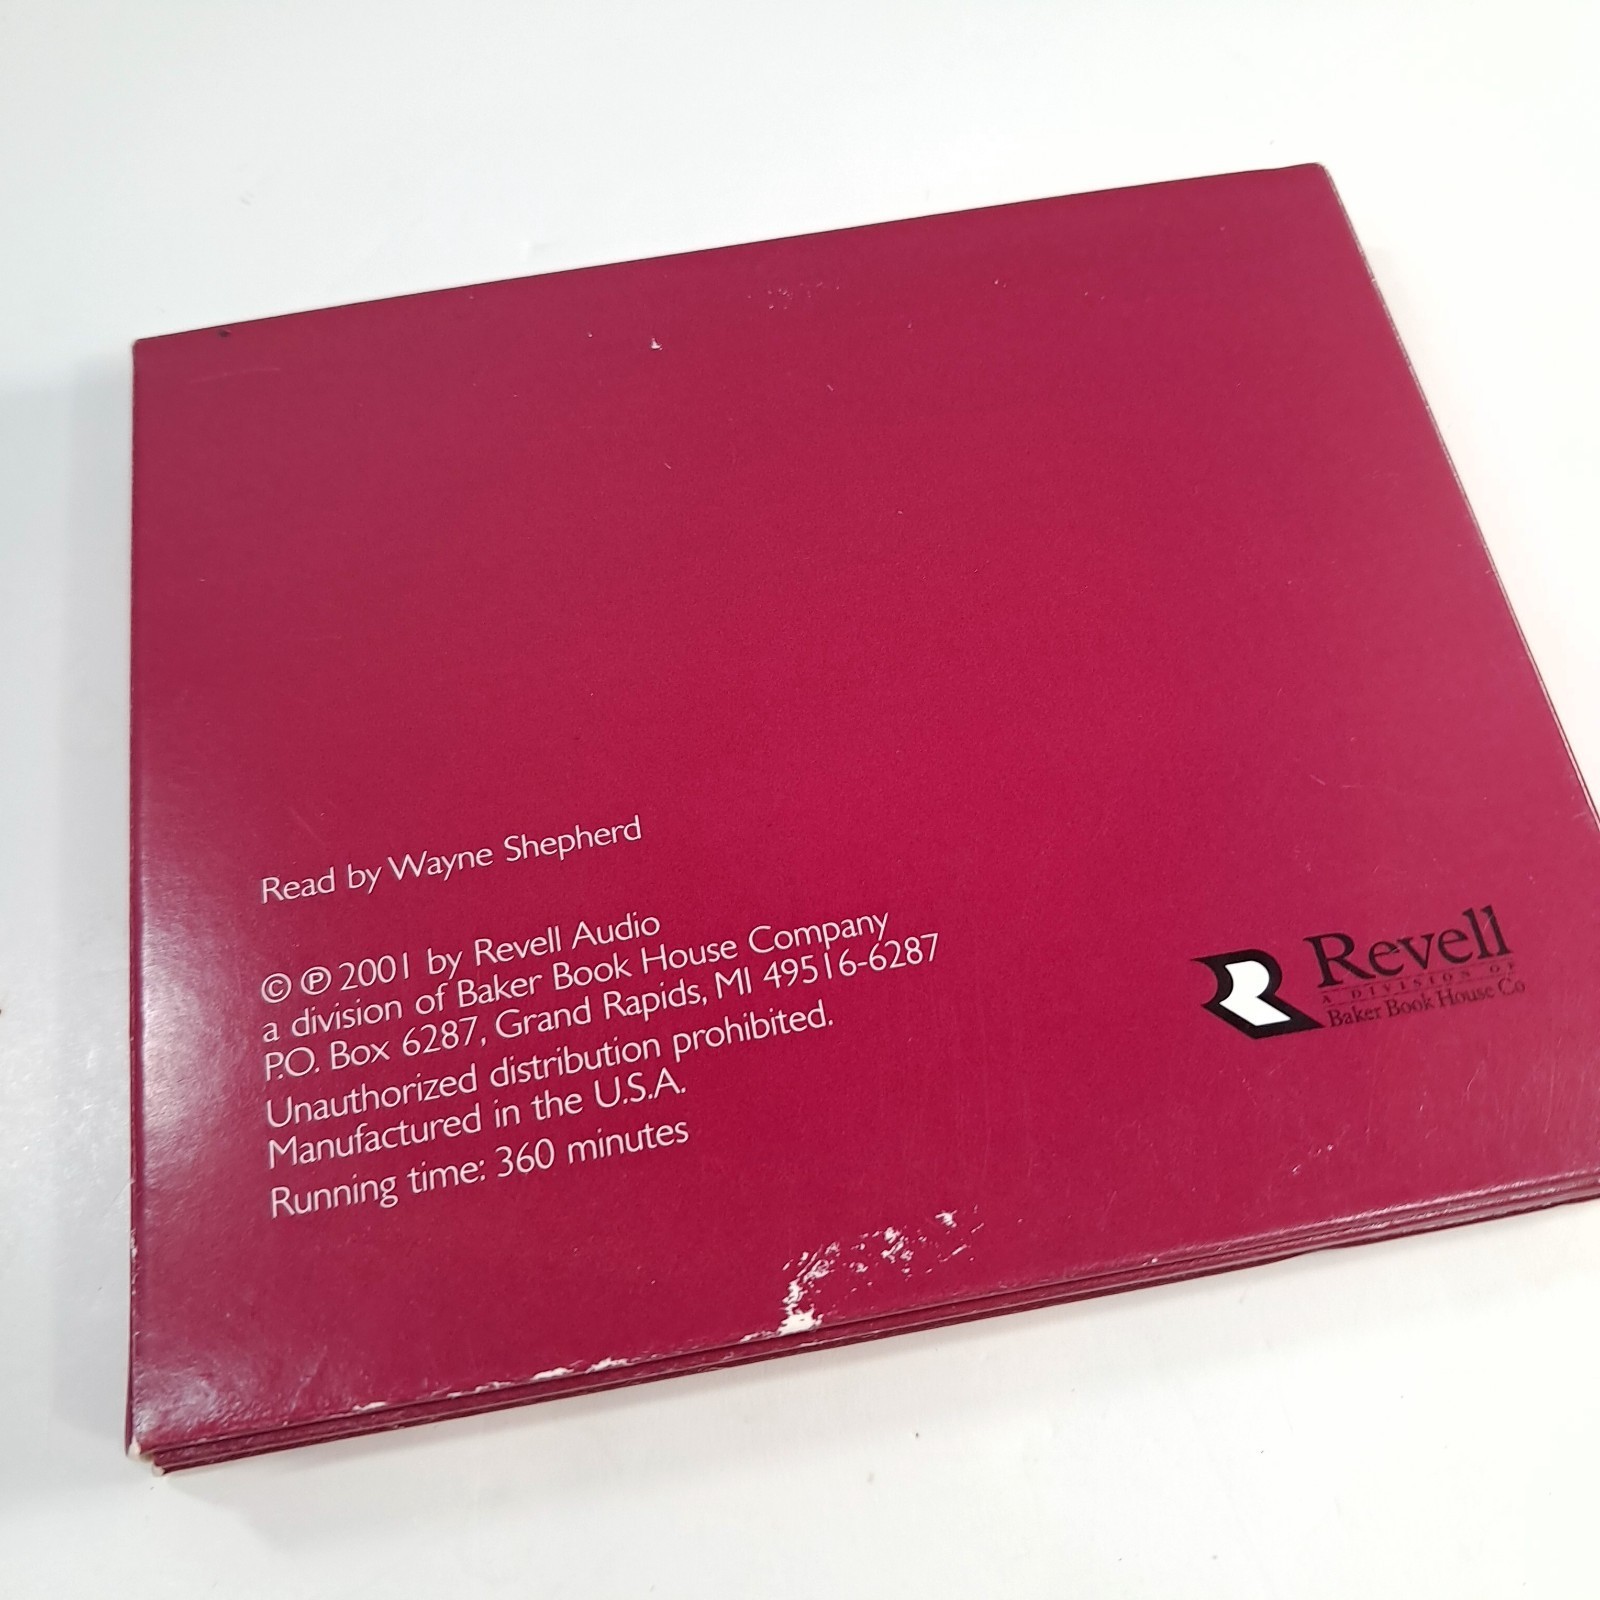 Read by Wayne Shepherd
© ℗ 2001 by Revell Audio
a division of Baker Book House Company
P.O. Box 6287, Grand Rapids, MI 49516-6287
Unauthorized distribution prohibited.
Manufactured in the U.S.A.
Running time: 360 minutes
Revell
A DIVISION OF
Baker Book House Co